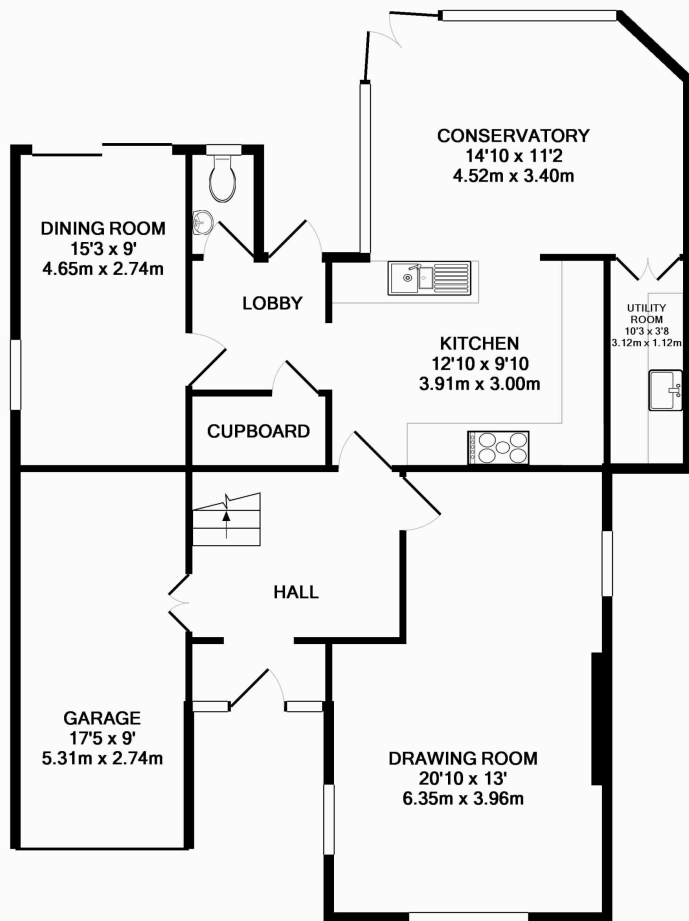 CONSERVATORY
14'10 x 11'2
4.52m x 3.40m
DINING ROOM
15'3 x 9'
4.65m x 2.74m
LOBBY
UTILITY
ROOM
10'3 x 3'8
3.12m x 1.12m
KITCHEN
12'10 x 9'10
3.91m x 3.00m
CUPBOARD
HALL
GARAGE
17'5 x 9'
5.31m x 2.74m
DRAWING ROOM
20'10 x 13'
6.35m x 3.96m